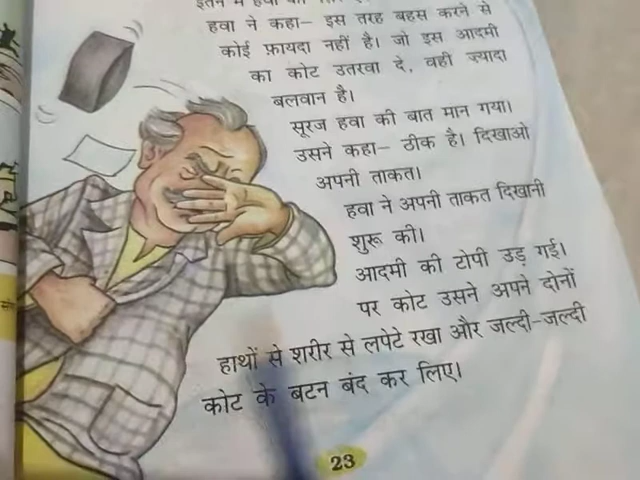 हवा ने कहा– इस तरह बहस करने से
कोई फ़ायदा नहीं है। जो इस आदमी
का कोट उतरवा दे, वही ज़्यादा
बलवान है।
सूरज हवा की बात मान गया।
उसने कहा– ठीक है। दिखाओ
अपनी ताकत।
हवा ने अपनी ताकत दिखानी
शुरू की।
आदमी की टोपी उड़ गई।
पर कोट उसने अपने दोनों
हाथों से शरीर से लपेटे रखा और जल्दी-जल्दी
कोट के बटन बंद कर लिए।
23